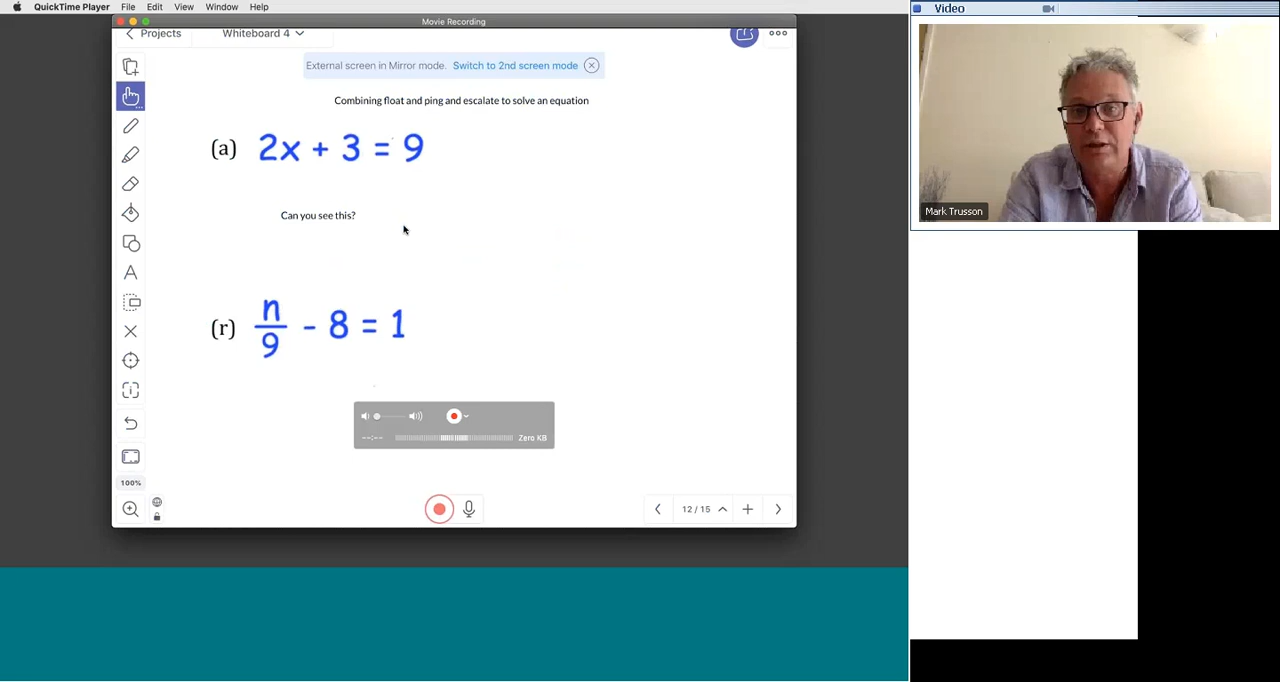 QuickTime Player File Edit View Window Help
Movie Recording
Projects Whiteboard 4
External screen in Mirror mode. Switch to 2nd screen mode
Combining float and ping and escalate to solve an equation
(a) 2x + 3 = 9
Can you see this?
(r) n/9 - 8 = 1
--:-- Zero KB
100%
12 / 15
Video
Mark Trusson